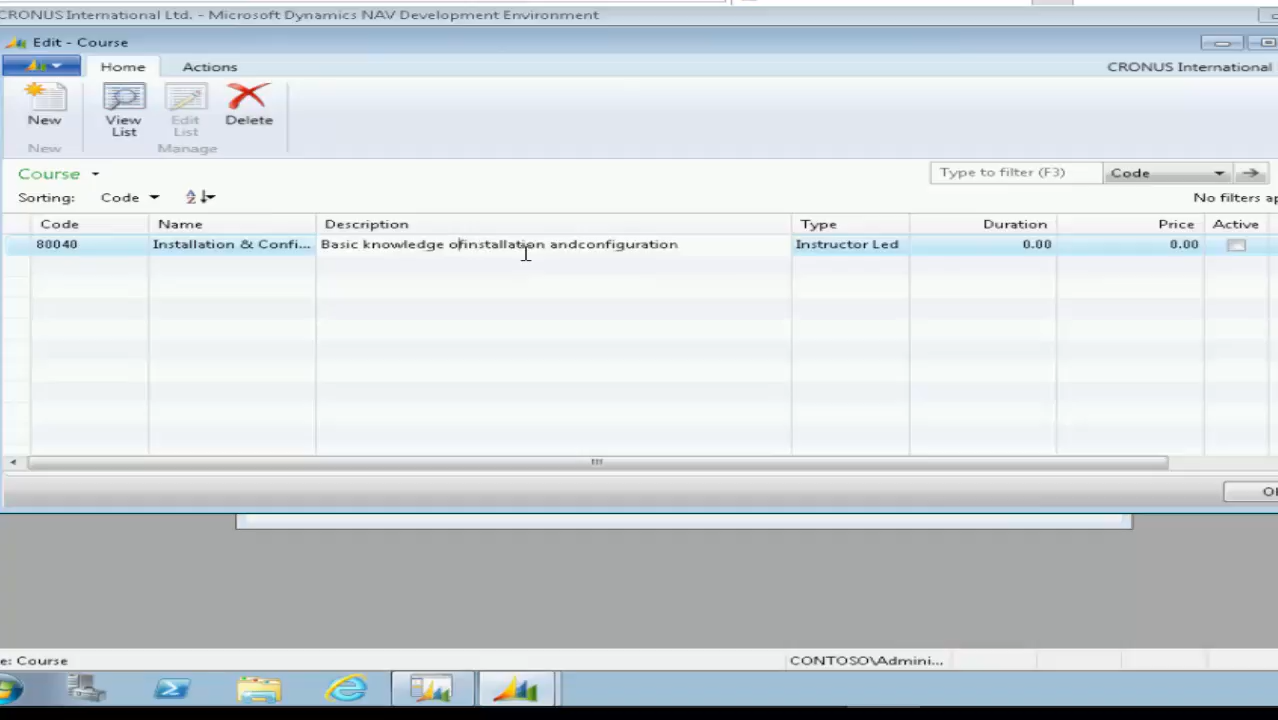 CRONUS International Ltd. - Microsoft Dynamics NAV Development Environment
Edit - Course
Home Actions CRONUS International
New View List Edit List Delete
New Manage
Course
Type to filter (F3) Code
Sorting: Code No filters ap
Code Name Description Type Duration Price Active
80040 Installation & Confi... Basic knowledge ofinstallation andconfiguration Instructor Led 0.00 0.00
e: Course CONTOSO\Admini...